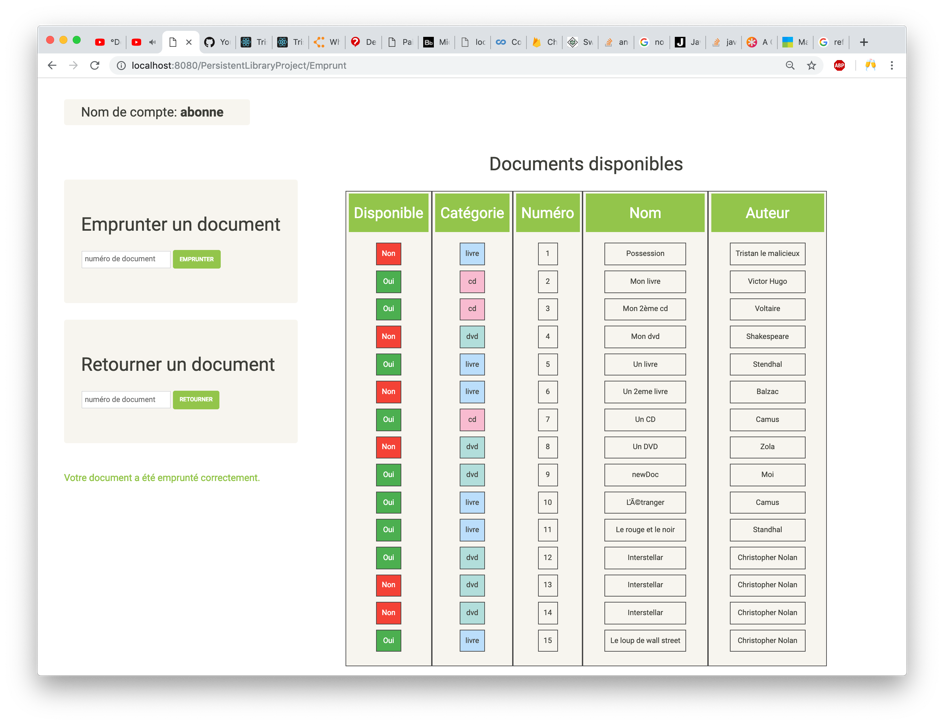 °D
Yo
Tri
Tri
Wl
De
Pa
Bb Mi
loc
Co
Ch
Sv
an
G no
J Ja
jav
A
Ma
G ref
localhost:8080/PersistentLibraryProject/Emprunt
ABP
Nom de compte: abonne
Documents disponibles
Emprunter un document
numéro de document EMPRUNTER
Retourner un document
numéro de document RETOURNER
Votre document a été emprunté correctement.
Disponible Catégorie Numéro Nom Auteur
Non livre 1 Possession Tristan le malicieux
Oui cd 2 Mon livre Victor Hugo
Oui cd 3 Mon 2ème cd Voltaire
Non dvd 4 Mon dvd Shakespeare
Oui livre 5 Un livre Stendhal
Non livre 6 Un 2eme livre Balzac
Oui cd 7 Un CD Camus
Non dvd 8 Un DVD Zola
Oui dvd 9 newDoc Moi
Oui livre 10 L'Ã©tranger Camus
Oui livre 11 Le rouge et le noir Standhal
Oui dvd 12 Interstellar Christopher Nolan
Non dvd 13 Interstellar Christopher Nolan
Non dvd 14 Interstellar Christopher Nolan
Oui livre 15 Le loup de wall street Christopher Nolan